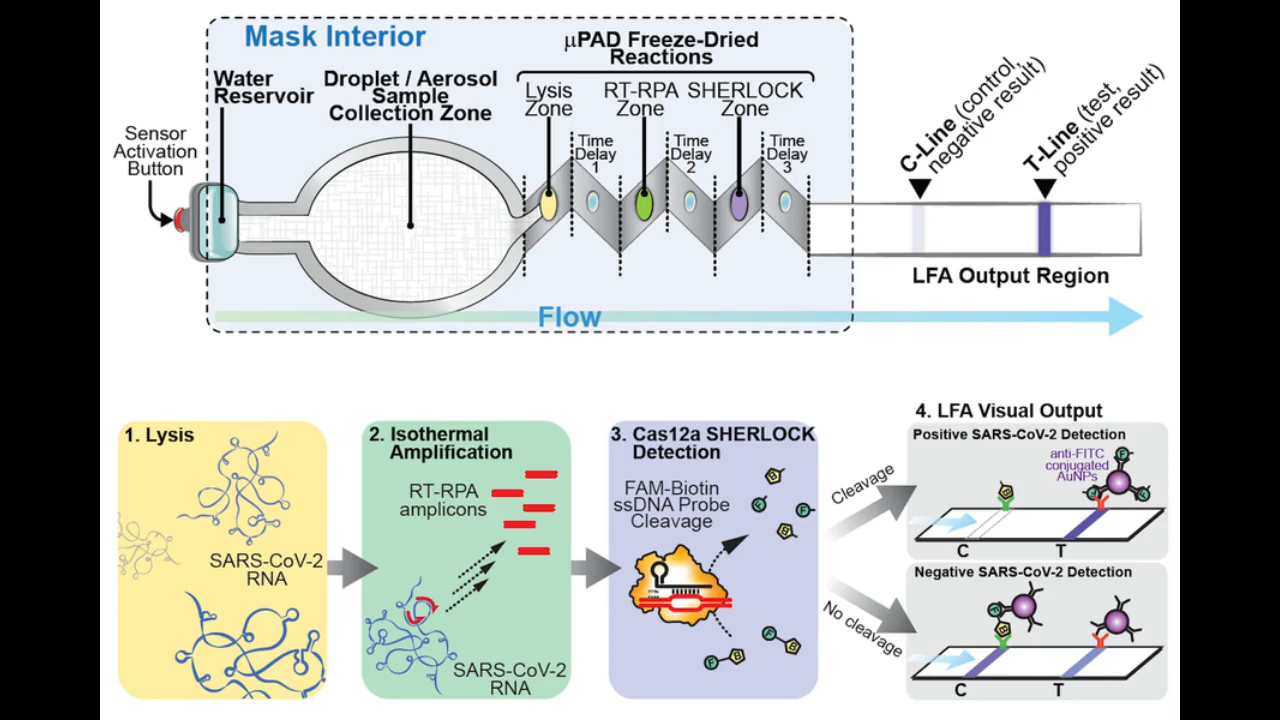 Mask Interior
μPAD Freeze-Dried
Reactions
Water
Reservoir
Droplet / Aerosol
Sample
Collection Zone
Lysis
Zone
RT-RPA
Zone
SHERLOCK
Zone
Sensor
Activation
Button
Time
Delay
1
Time
Delay
2
Time
Delay
3
C-Line (control,
negative result)
T-Line (test,
positive result)
LFA Output Region
Flow
1. Lysis
SARS-CoV-2
RNA
2. Isothermal
Amplification
RT-RPA
amplicons
SARS-CoV-2
RNA
3. Cas12a SHERLOCK
Detection
FAM-Biotin
ssDNA Probe
Cleavage
B
F
B
F
B
F
B
Cleavage
No cleavage
4. LFA Visual Output
Positive SARS-CoV-2 Detection
anti-FITC
conjugated
AuNPs
F
B
C
T
Negative SARS-CoV-2 Detection
C
T